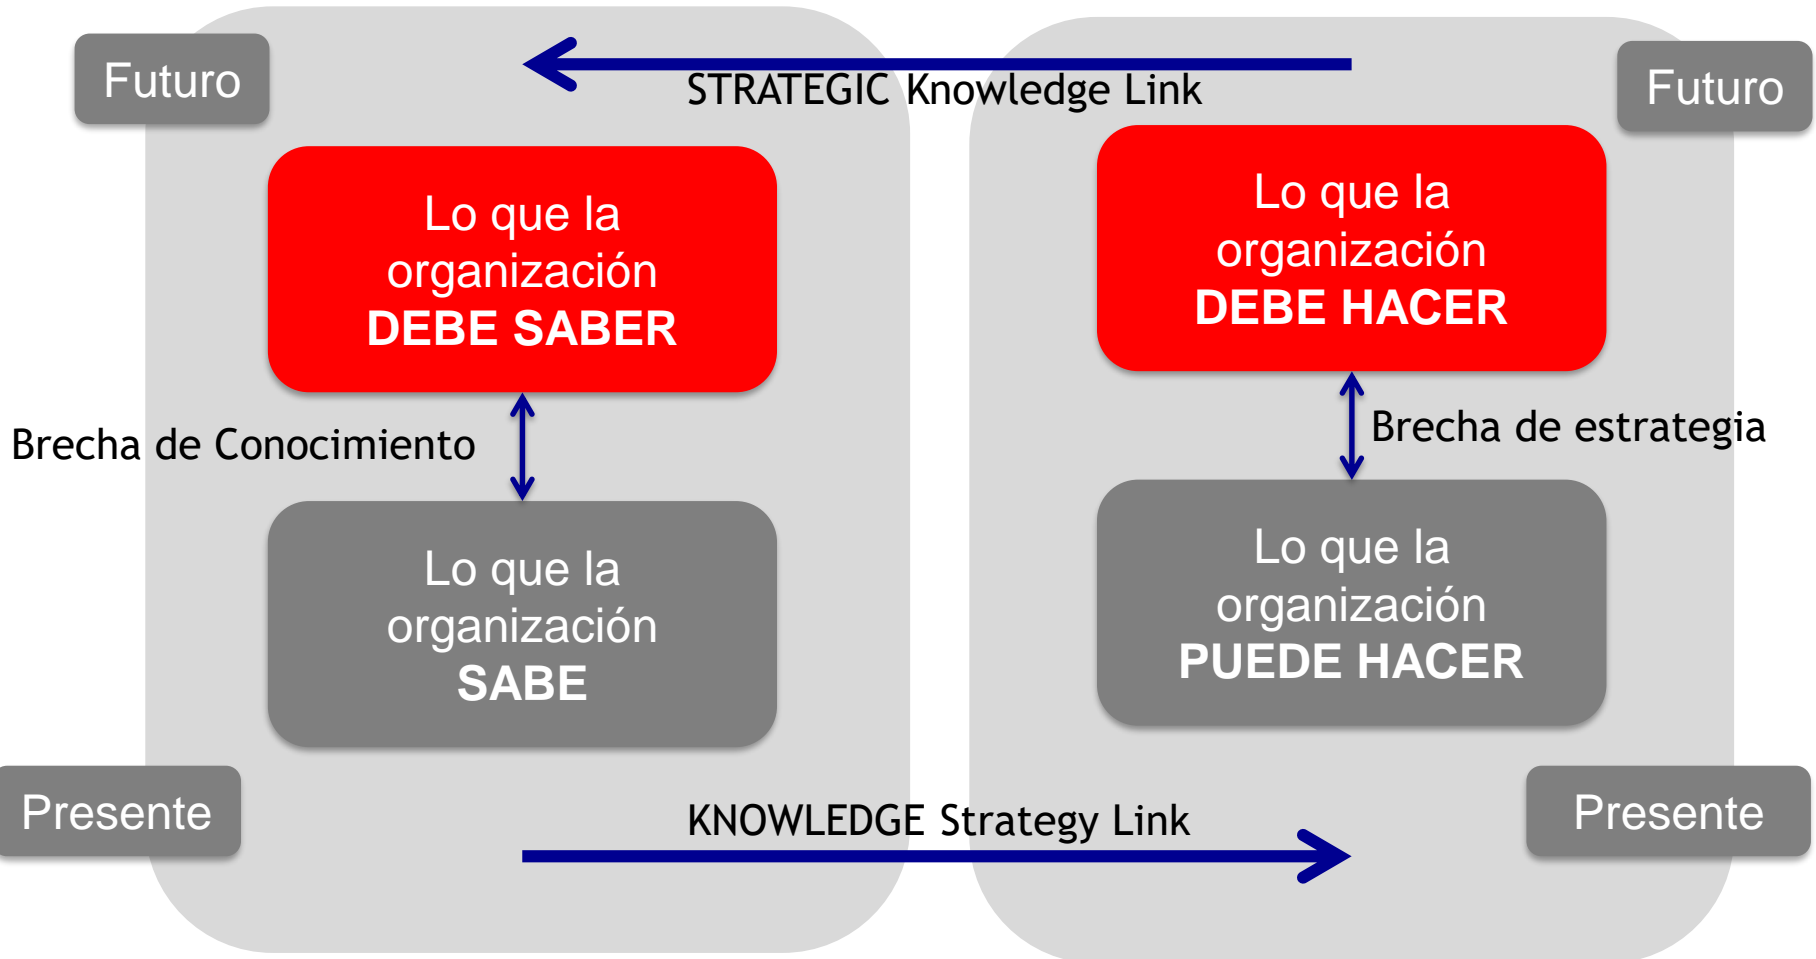 Futuro
STRATEGIC Knowledge Link
Futuro
Lo que la
organización
DEBE SABER
Lo que la
organización
DEBE HACER
Brecha de Conocimiento
Brecha de estrategia
Lo que la
organización
SABE
Lo que la
organización
PUEDE HACER
Presente
KNOWLEDGE Strategy Link
Presente